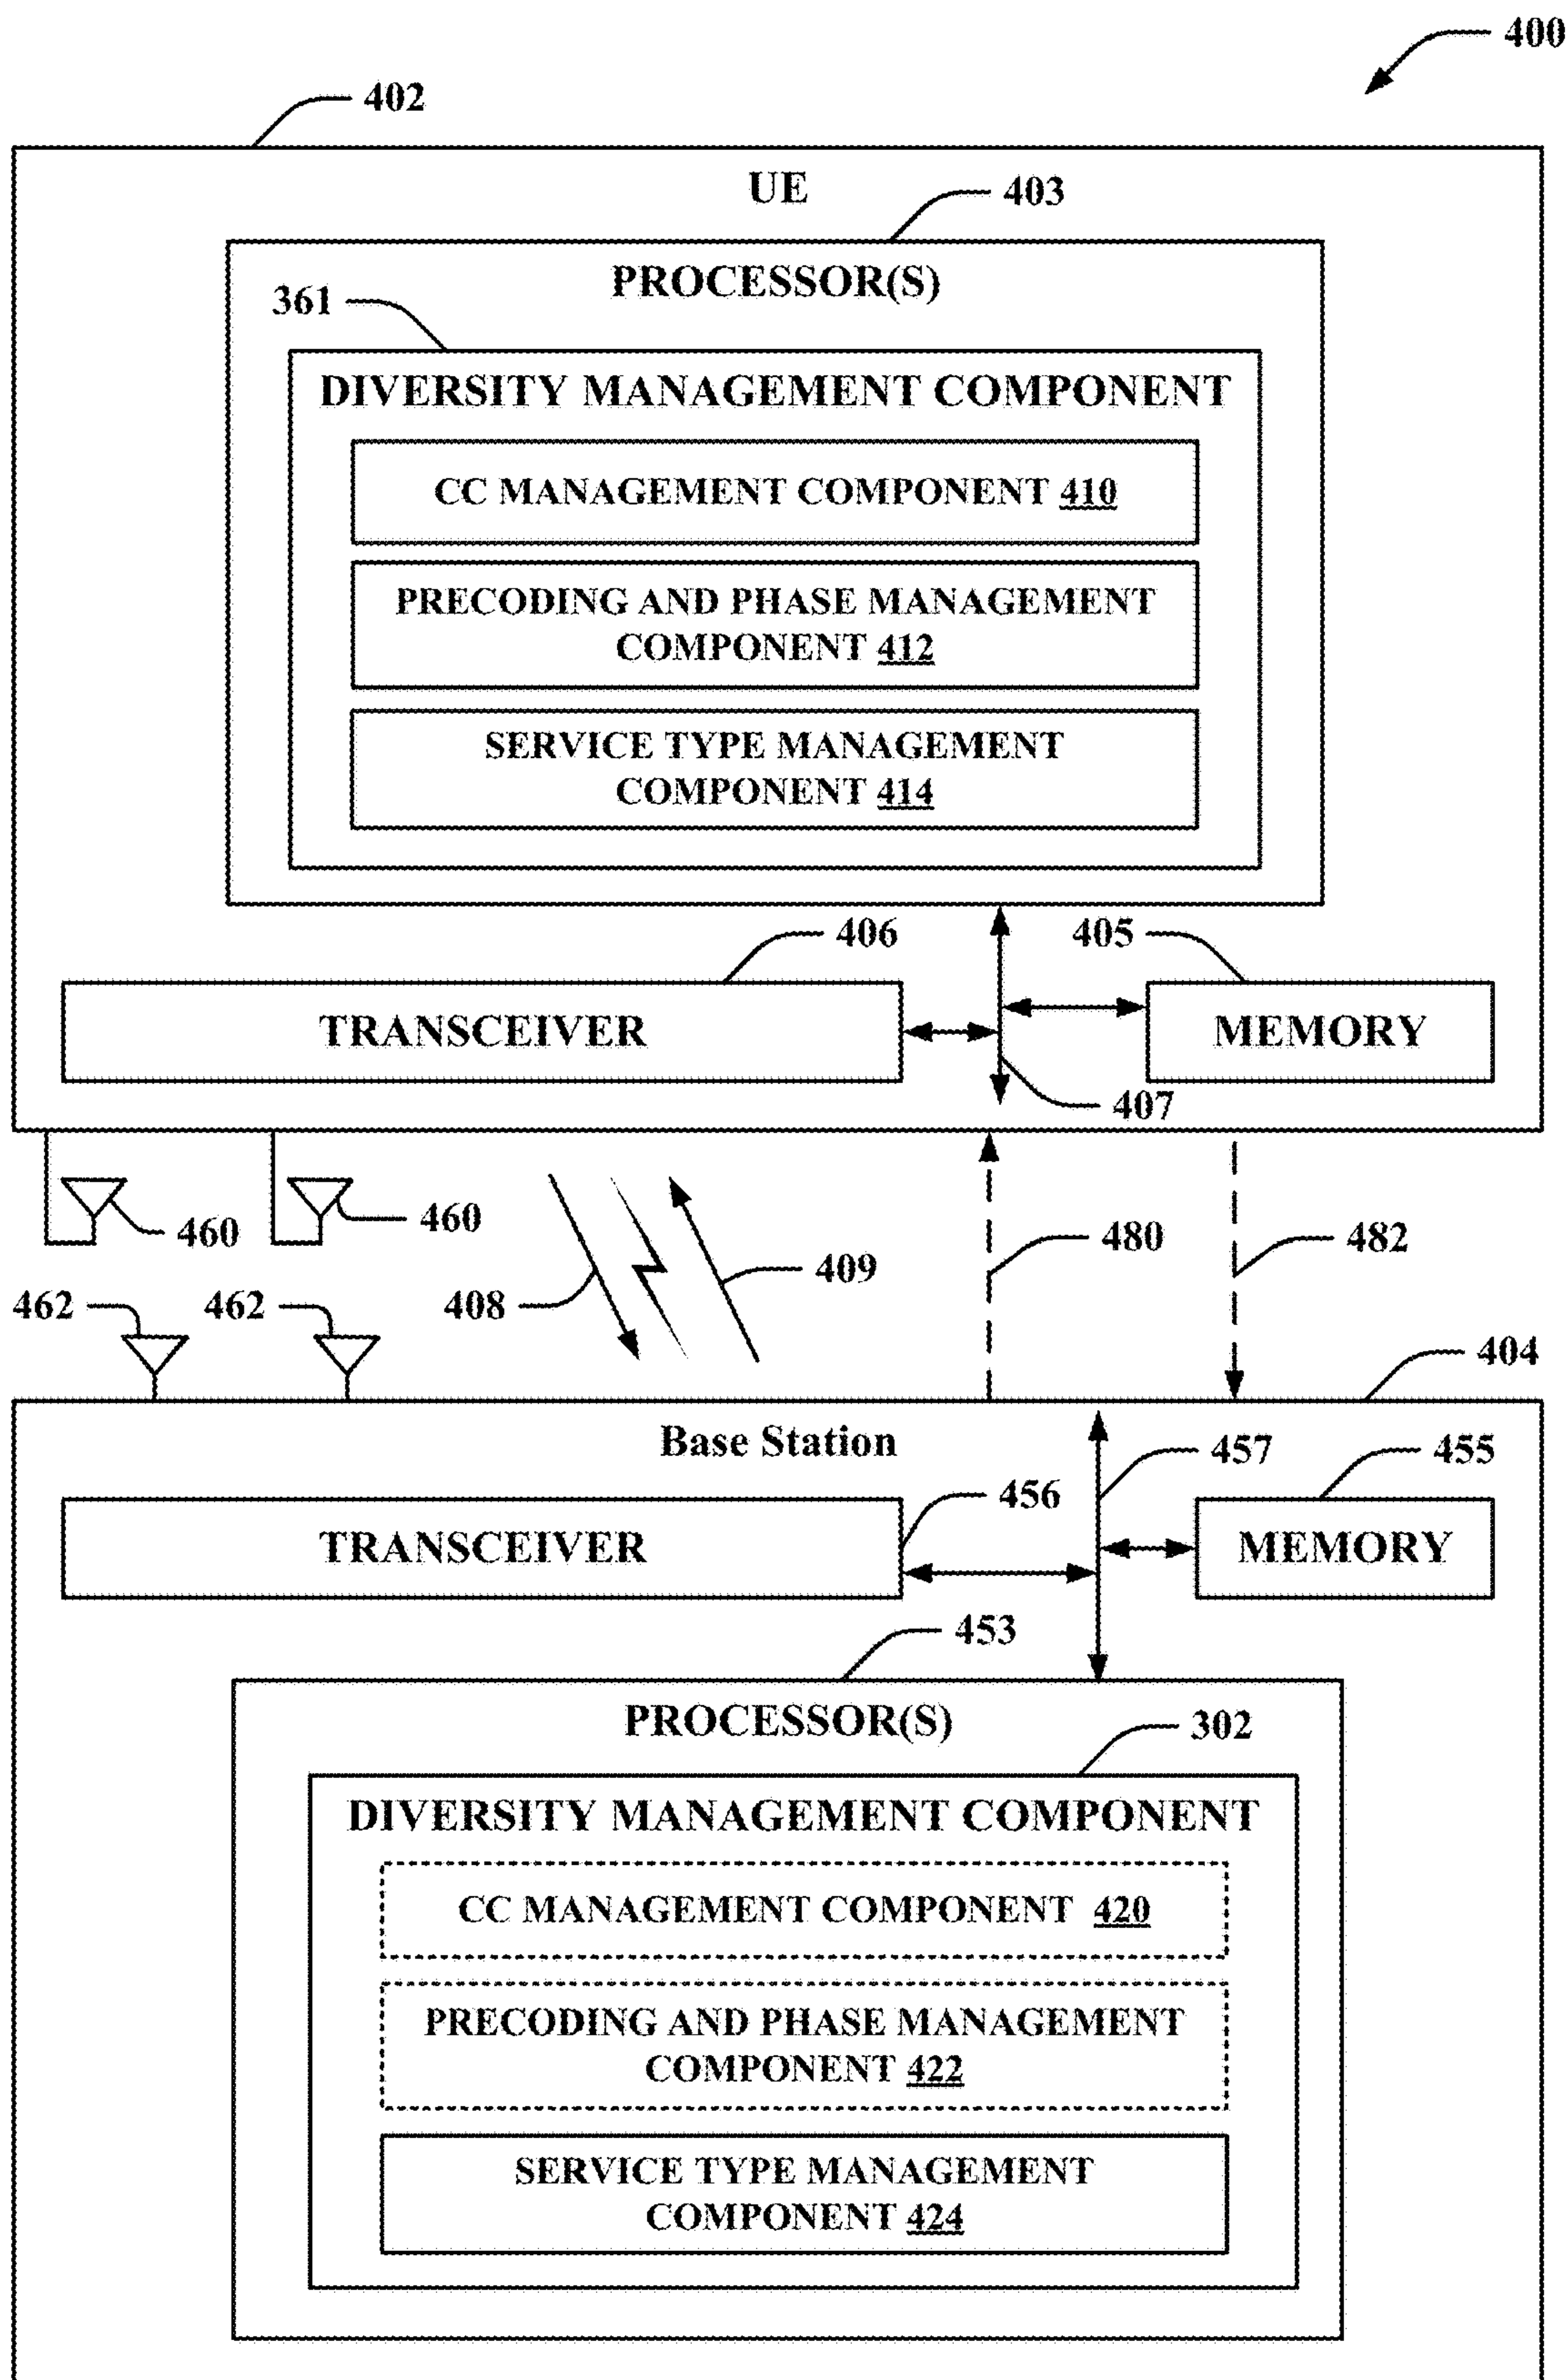 400
402
UE
403
PROCESSOR(S)
361
DIVERSITY MANAGEMENT COMPONENT
CC MANAGEMENT COMPONENT 410
PRECODING AND PHASE MANAGEMENT
COMPONENT 412
SERVICE TYPE MANAGEMENT
COMPONENT 414
406
405
TRANSCEIVER
MEMORY
407
460
460
480
482
409
408
462
462
404
Base Station
457
455
456
TRANSCEIVER
MEMORY
453
PROCESSOR(S)
302
DIVERSITY MANAGEMENT COMPONENT
CC MANAGEMENT COMPONENT 420
PRECODING AND PHASE MANAGEMENT
COMPONENT 422
SERVICE TYPE MANAGEMENT
COMPONENT 424